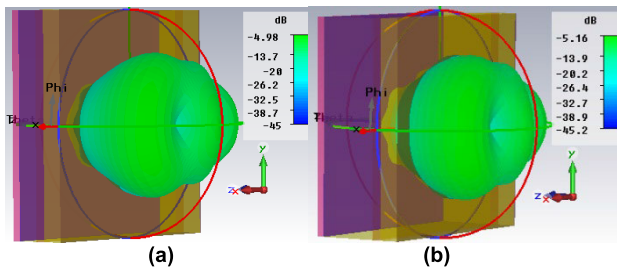 dB
-4.98
-13.7
-20
-26.2
-32.5
-38.7
-45
Phi
x
y
z
x
(a)
dB
-5.16
-13.9
-20.2
-26.4
-32.7
-38.9
-45.2
Phi
x
y
z
x
(b)